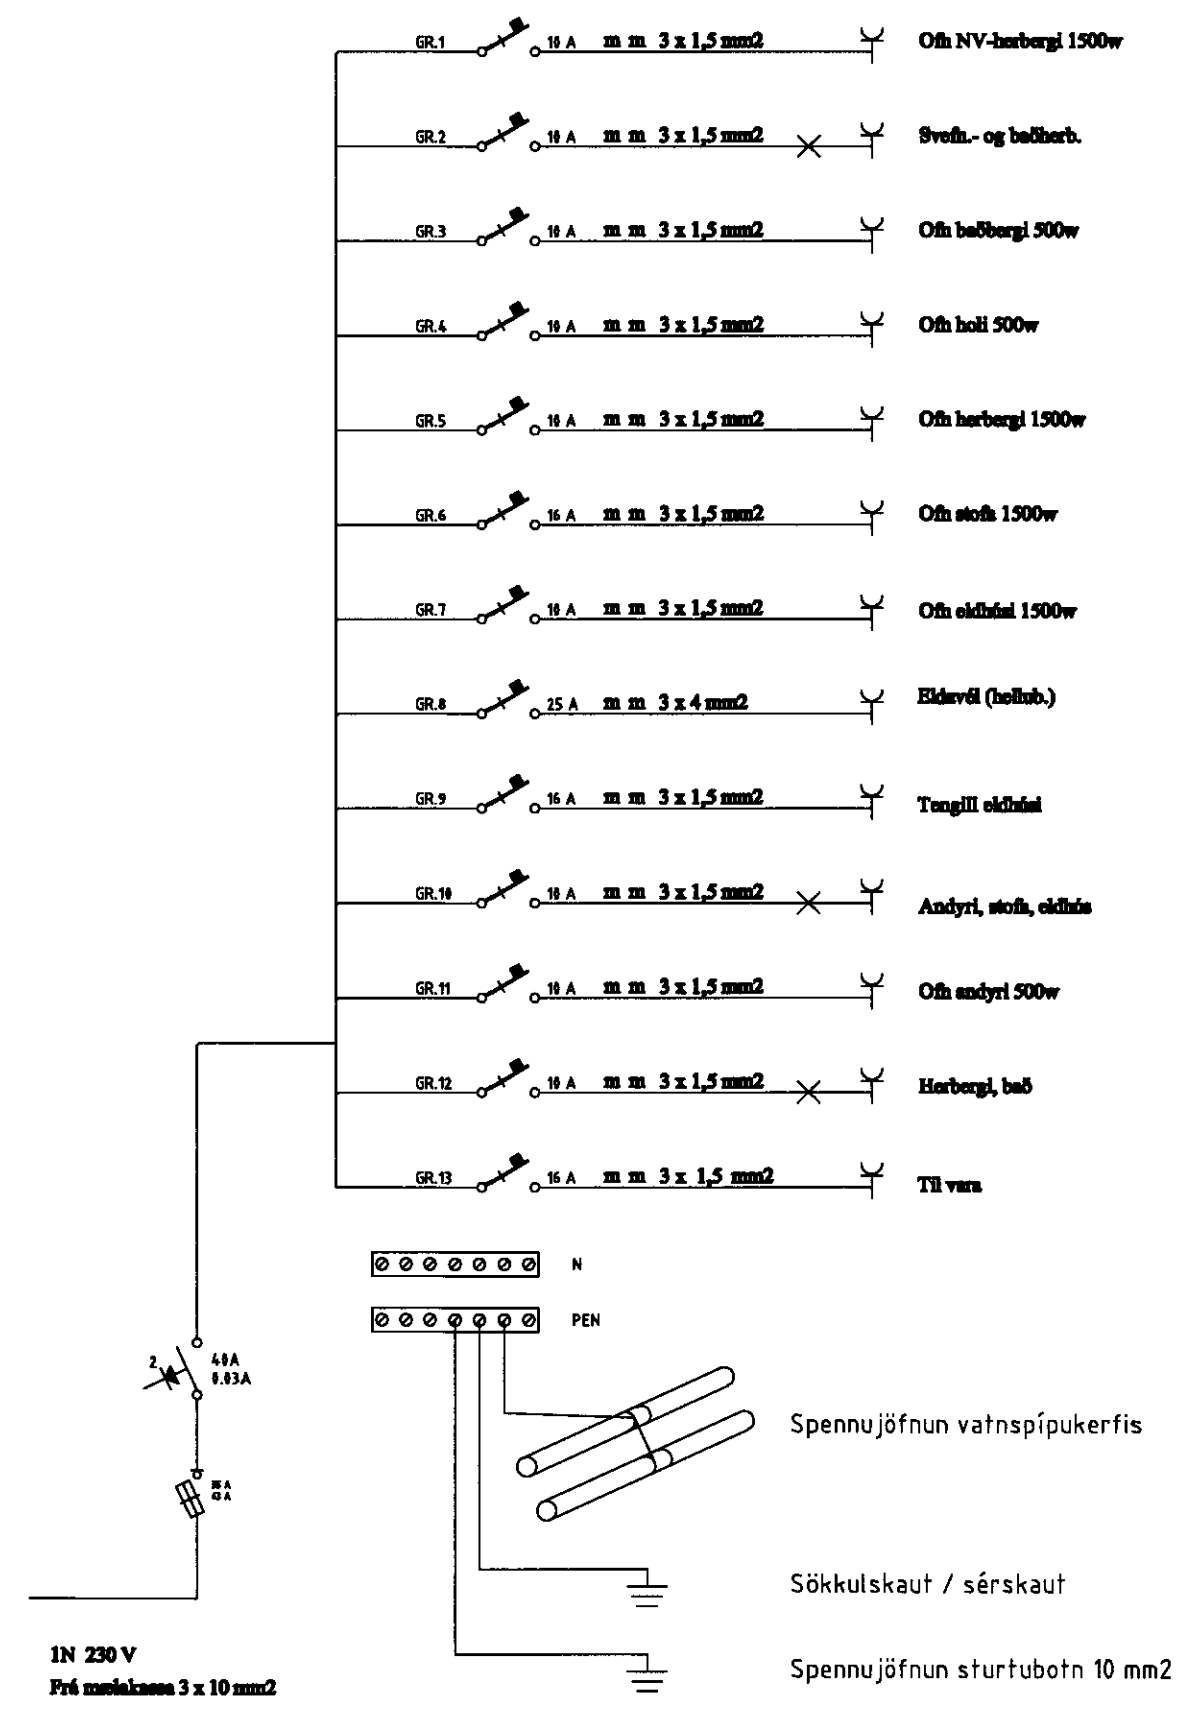 GR.1 10 A m m 3 x 1,5 mm2 Ofn NV-herbergi 1500w
GR.2 10 A m m 3 x 1,5 mm2 Svefn.- og baðherb.
GR.3 10 A m m 3 x 1,5 mm2 Ofn baðbergi 500w
GR.4 10 A m m 3 x 1,5 mm2 Ofn holi 500w
GR.5 10 A m m 3 x 1,5 mm2 Ofn herbergi 1500w
GR.6 16 A m m 3 x 1,5 mm2 Ofn stofa 1500w
GR.7 10 A m m 3 x 1,5 mm2 Ofn eldhúsi 1500w
GR.8 25 A m m 3 x 4 mm2 Eldavél (hellub.)
GR.9 16 A m m 3 x 1,5 mm2 Tengill eldhúsi
GR.10 10 A m m 3 x 1,5 mm2 Andyri, stofa, eldhús
GR.11 10 A m m 3 x 1,5 mm2 Ofn andyri 500w
GR.12 10 A m m 3 x 1,5 mm2 Herbergi, bað
GR.13 16 A m m 3 x 1,5 mm2 Til vara
N
PEN
2 40A
0.03A
A
A
Spennujöfnun vatnspípukerfis
Sökkulskaut / sérskaut
Spennujöfnun sturtubotn 10 mm2
1N 230 V
Frá mælakassa 3 x 10 mm2